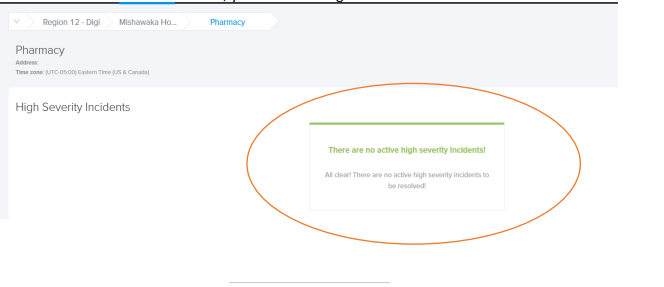 Region 12 - Digi Mishawaka Ho... Pharmacy
Pharmacy
Address:
Time zone: (UTC-05:00) Eastern Time (US & Canada)
High Severity Incidents
There are no active high severity incidents!
All clear! There are no active high severity incidents to
be resolved!